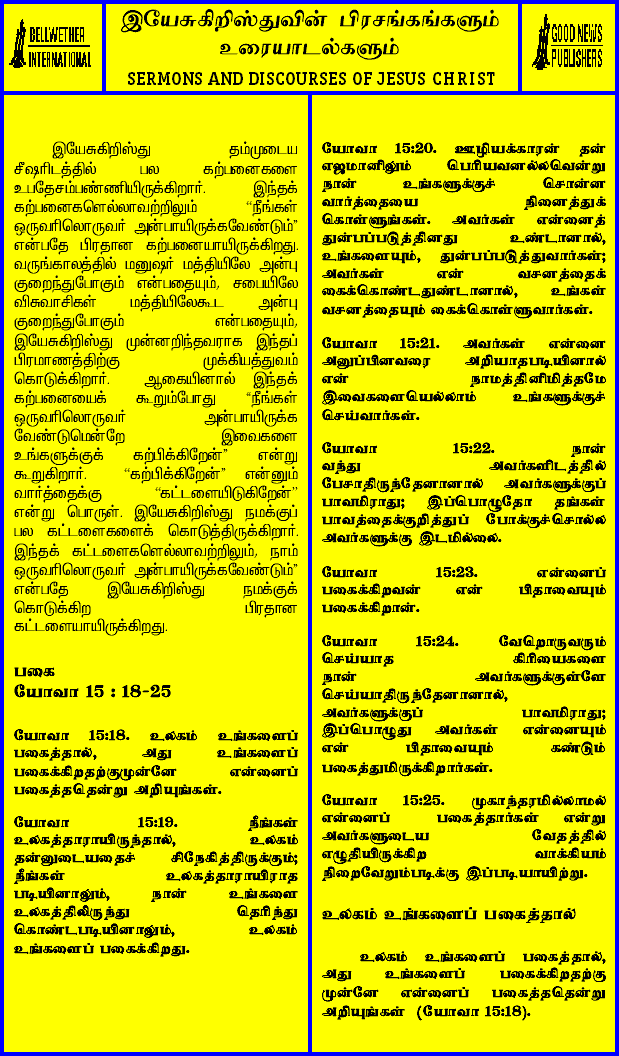 BELLWETHER
INTERNATIONAL
இயேசுகிறிஸ்துவின் பிரசங்கங்களும்
உரையாடல்களும்
SERMONS AND DISCOURSES OF JESUS CHRIST
GOOD NEWS
PUBLISHERS
இயேசுகிறிஸ்து தம்முடைய
சீஷரிடத்தில் பல கற்பனைகளை
உபதேசம்பண்ணியிருக்கிறார். இந்தக்
கற்பனைகளெல்லாவற்றிலும் “நீங்கள்
ஒருவரிலொருவர் அன்பாயிருக்கவேண்டும்”
என்பதே பிரதான கற்பனையாயிருக்கிறது.
வருங்காலத்தில் மனுஷர் மத்தியிலே அன்பு
குறைந்துபோகும் என்பதையும், சபையிலே
விசுவாசிகள் மத்தியிலேகூட அன்பு
குறைந்துபோகும் என்பதையும்,
இயேசுகிறிஸ்து முன்னறிந்தவராக இந்தப்
பிரமாணத்திற்கு முக்கியத்துவம்
கொடுக்கிறார். ஆகையினால் இந்தக்
கற்பனையைக் கூறும்போது “நீங்கள்
ஒருவரிலொருவர் அன்பாயிருக்க
வேண்டுமென்றே இவைகளை
உங்களுக்குக் கற்பிக்கிறேன்” என்று
கூறுகிறார். “கற்பிக்கிறேன்” என்னும்
வார்த்தைக்கு “கட்டளையிடுகிறேன்”
என்று பொருள். இயேசுகிறிஸ்து நமக்குப்
பல கட்டளைகளைக் கொடுத்திருக்கிறார்.
இந்தக் கட்டளைகளெல்லாவற்றிலும், நாம்
ஒருவரிலொருவர் அன்பாயிருக்கவேண்டும்”
என்பதே இயேசுகிறிஸ்து நமக்குக்
கொடுக்கிற பிரதான
கட்டளையாயிருக்கிறது.
பகை
யோவா 15 : 18-25
யோவா 15:18. உலகம் உங்களைப்
பகைத்தால், அது உங்களைப்
பகைக்கிறதற்குமுன்னே என்னைப்
பகைத்ததென்று அறியுங்கள்.
யோவா 15:19. நீங்கள்
உலகத்தாராயிருந்தால், உலகம்
தன்னுடையதைச் சிநேகித்திருக்கும்;
நீங்கள் உலகத்தாராயிராத
படியினாலும், நான் உங்களை
உலகத்திலிருந்து தெரிந்து
கொண்டபடியினாலும், உலகம்
உங்களைப் பகைக்கிறது.
யோவா 15:20. ஊழியக்காரன் தன்
எஜமானிலும் பெரியவனல்லவென்று
நான் உங்களுக்குச் சொன்ன
வார்த்தையை நினைத்துக்
கொள்ளுங்கள். அவர்கள் என்னைத்
துன்பப்படுத்தினது உண்டானால்,
உங்களையும், துன்பப்படுத்துவார்கள்;
அவர்கள் என் வசனத்தைக்
கைக்கொண்டதுண்டானால், உங்கள்
வசனத்தையும் கைக்கொள்ளுவார்கள்.
யோவா 15:21. அவர்கள் என்னை
அனுப்பினவரை அறியாதபடியினால்
என் நாமத்தினிமித்தமே
இவைகளையெல்லாம் உங்களுக்குச்
செய்வார்கள்.
யோவா 15:22. நான்
வந்து அவர்களிடத்தில்
பேசாதிருந்தேனானால் அவர்களுக்குப்
பாவமிராது; இப்பொழுதோ தங்கள்
பாவத்தைக்குறித்துப் போக்குச்சொல்ல
அவர்களுக்கு இடமில்லை.
யோவா 15:23. என்னைப்
பகைக்கிறவன் என் பிதாவையும்
பகைக்கிறான்.
யோவா 15:24. வேறொருவரும்
செய்யாத கிரியைகளை
நான் அவர்களுக்குள்ளே
செய்யாதிருந்தேனானால்,
அவர்களுக்குப் பாவமிராது;
இப்பொழுது அவர்கள் என்னையும்
என் பிதாவையும் கண்டும்
பகைத்துமிருக்கிறார்கள்.
யோவா 15:25. முகாந்தரமில்லாமல்
என்னைப் பகைத்தார்கள் என்று
அவர்களுடைய வேதத்தில்
எழுதியிருக்கிற வாக்கியம்
நிறைவேறும்படிக்கு இப்படியாயிற்று.
உலகம் உங்களைப் பகைத்தால்
உலகம் உங்களைப் பகைத்தால்,
அது உங்களைப் பகைக்கிறதற்கு
முன்னே என்னைப் பகைத்ததென்று
அறியுங்கள் (யோவா 15:18).